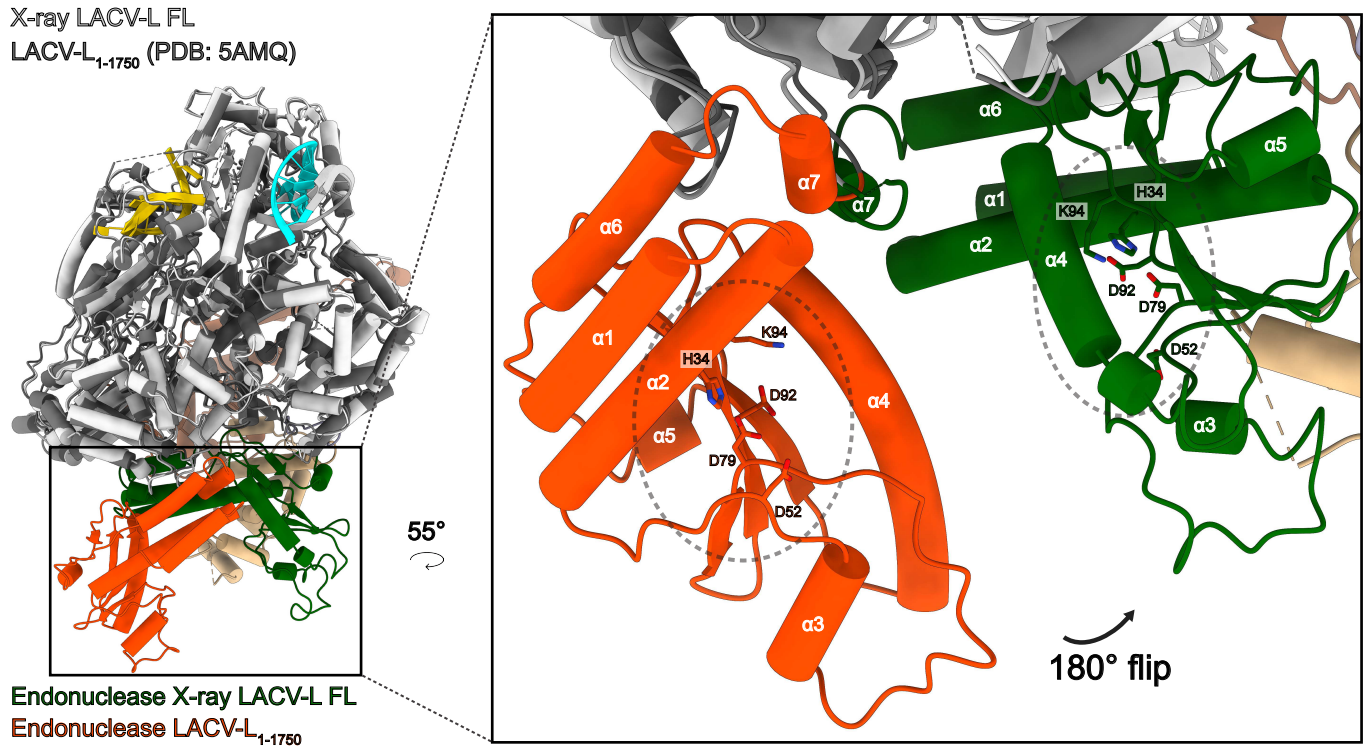 X-ray LACV-L FL
LACV-L1-1750 (PDB: 5AMQ)
α6
α5
α7
α7
α1
H34
K94
α6
α2
α4
D92
D79
α1
K94
H34
D52
α2
D92
α4
α5
α3
D79
D52
55°
α3
180° flip
Endonuclease X-ray LACV-L FL
Endonuclease LACV-L1-1750